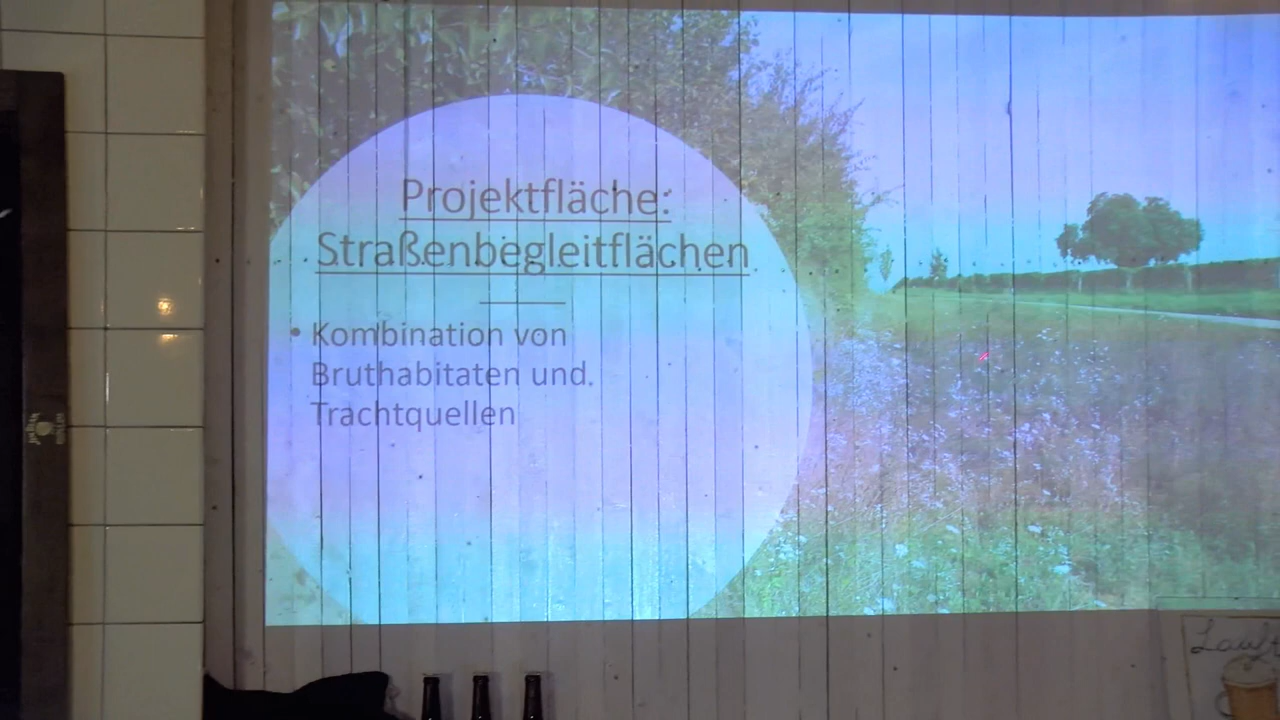 Projektfläche:
Straßenbegleitflächen
• Kombination von
Bruthabitaten und
Trachtquellen